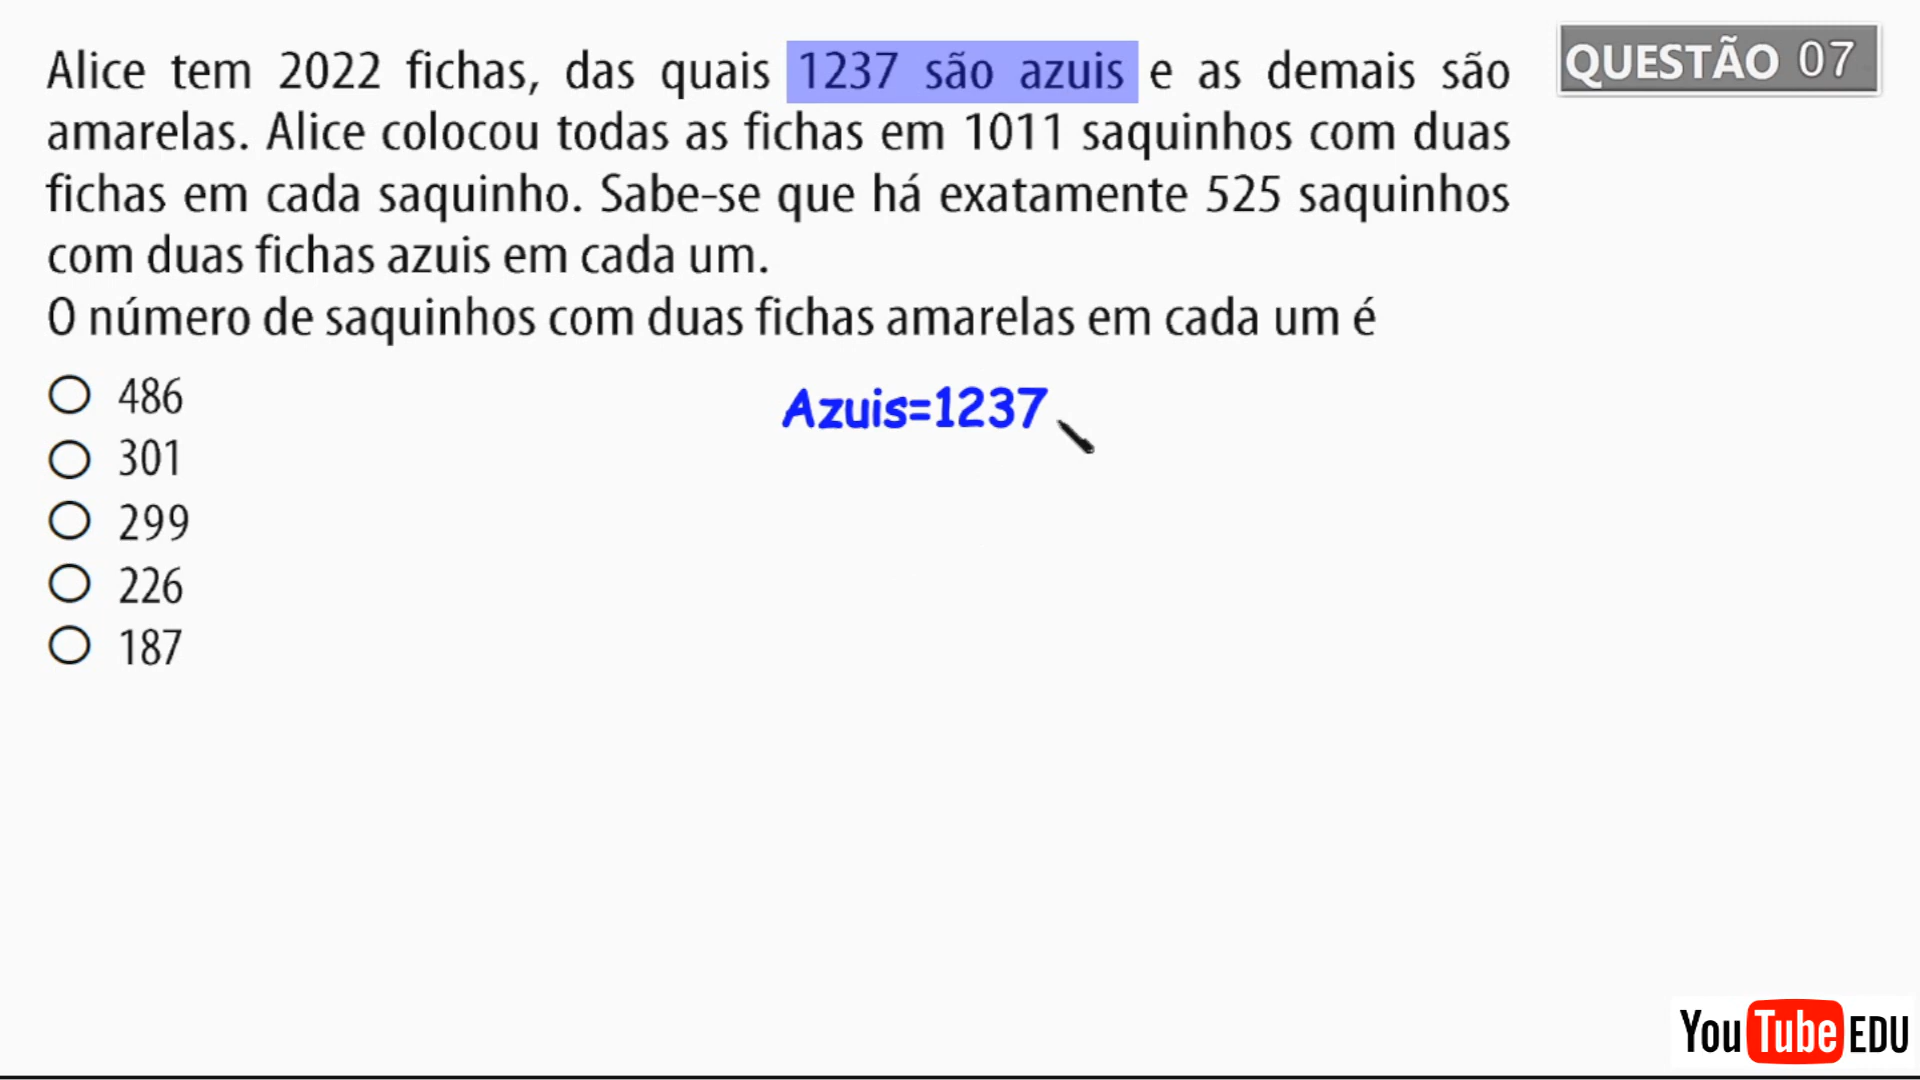 Alice tem 2022 fichas, das quais 1237 são azuis e as demais são
amarelas. Alice colocou todas as fichas em 1011 saquinhos com duas
fichas em cada saquinho. Sabe-se que há exatamente 525 saquinhos
com duas fichas azuis em cada um.
O número de saquinhos com duas fichas amarelas em cada um é
QUESTÃO 07
486
301
299
226
187
Azuis=1237
YouTube EDU